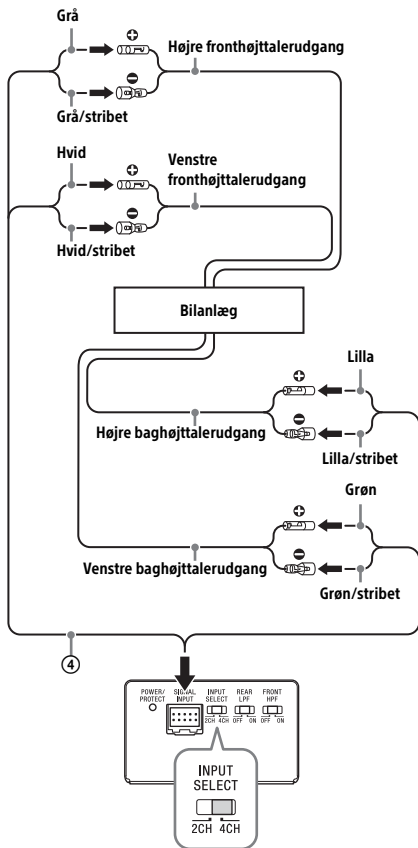 Grå
Højre fronthøjttalerudgang
Grå/stribet
Hvid
Venstre
fronthøjttalerudgang
Hvid/stribet
Bilanlæg
Lilla
Højre baghøjttalerudgang
Lilla/stribet
Grøn
Venstre baghøjttalerudgang
Grøn/stribet
4
POWER/
PROTECT
SIGNAL
INPUT
INPUT
SELECT
2CH 4CH
REAR
LPF
OFF ON
FRONT
HPF
OFF ON
INPUT
SELECT
2CH 4CH